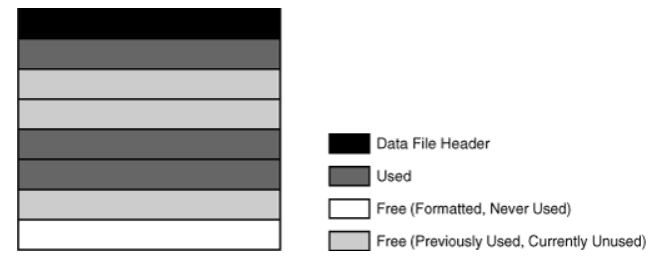 Data File Header
Used
Free (Formatted, Never Used)
Free (Previously Used, Currently Unused)